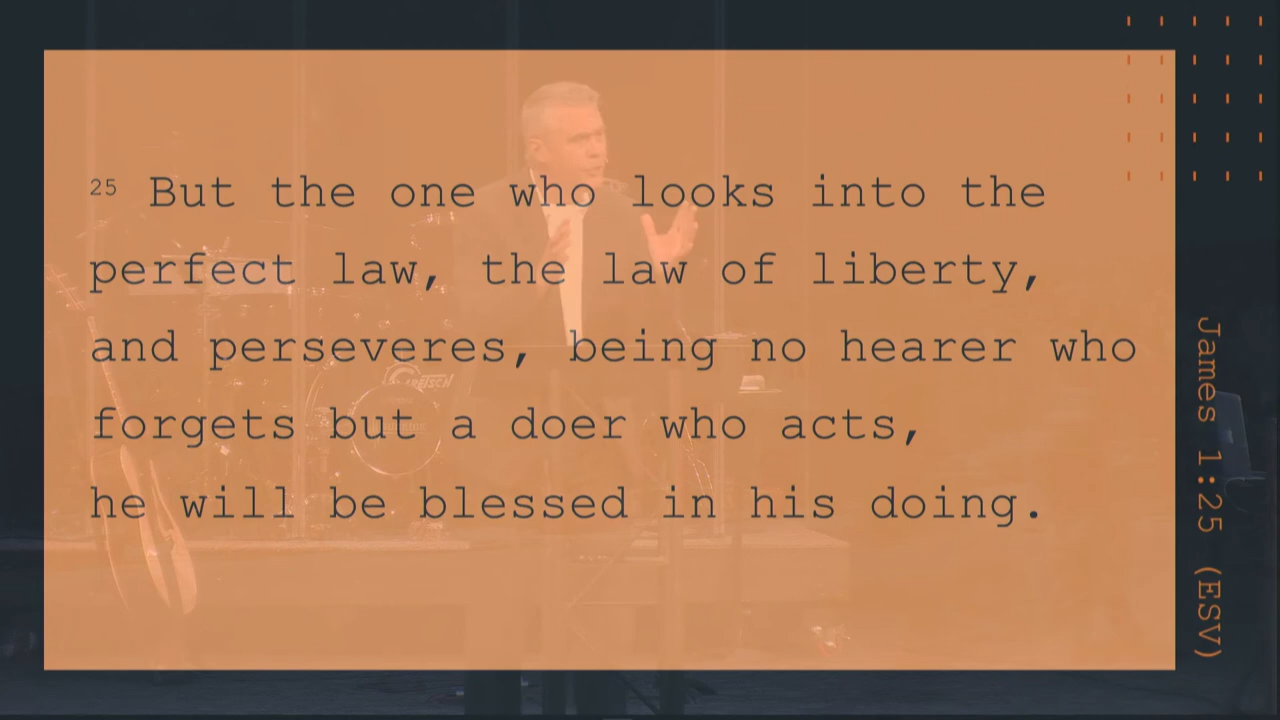 25 But the one who looks into the
perfect law, the law of liberty,
and perseveres, being no hearer who
forgets but a doer who acts,
he will be blessed in his doing.
James 1:25 (ESV)
GRETSCH